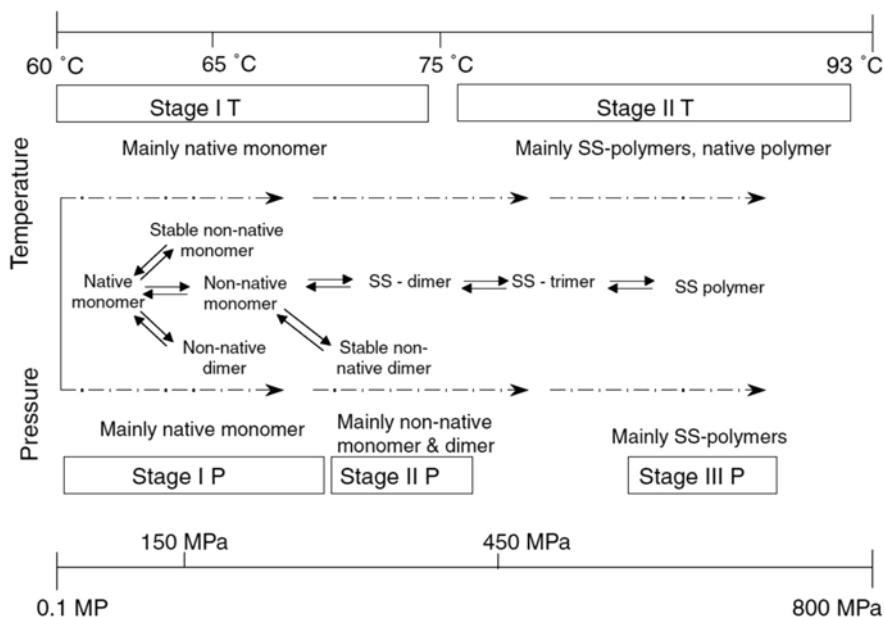 60 ˚C
65 ˚C
75 ˚C
93 ˚C
Stage I T
Stage II T
Mainly native monomer
Mainly SS-polymers, native polymer
Temperature
Stable non-native
monomer
Native
monomer
Non-native
monomer
SS - dimer
SS - trimer
SS polymer
Non-native
dimer
Stable non-
native dimer
Pressure
Mainly native monomer
Mainly non-native
monomer & dimer
Mainly SS-polymers
Stage I P
Stage II P
Stage III P
150 MPa
450 MPa
0.1 MP
800 MPa